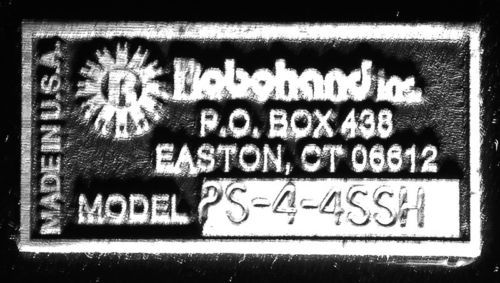 MADE IN U.S.A.
R
Robohand inc.
P.O. BOX 438
EASTON, CT 06612
MODEL PS-4-4SSH